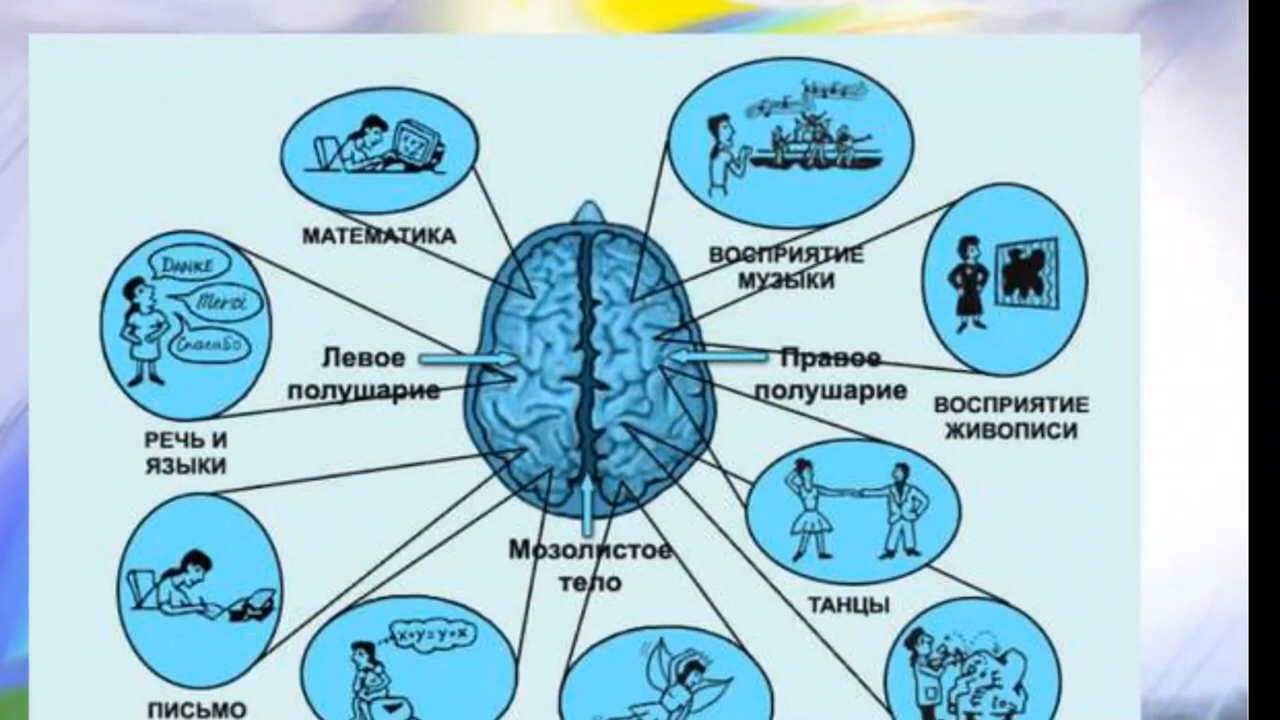 МАТЕМАТИКА
ВОСПРИЯТИЕ
МУЗЫКИ
DANKE
Merci
Спасибо
Левое
полушарие
Правое
полушарие
ВОСПРИЯТИЕ
ЖИВОПИСИ
РЕЧЬ И
ЯЗЫКИ
Мозолистое
тело
ТАНЦЫ
x+y=y+x
ПИСЬМО